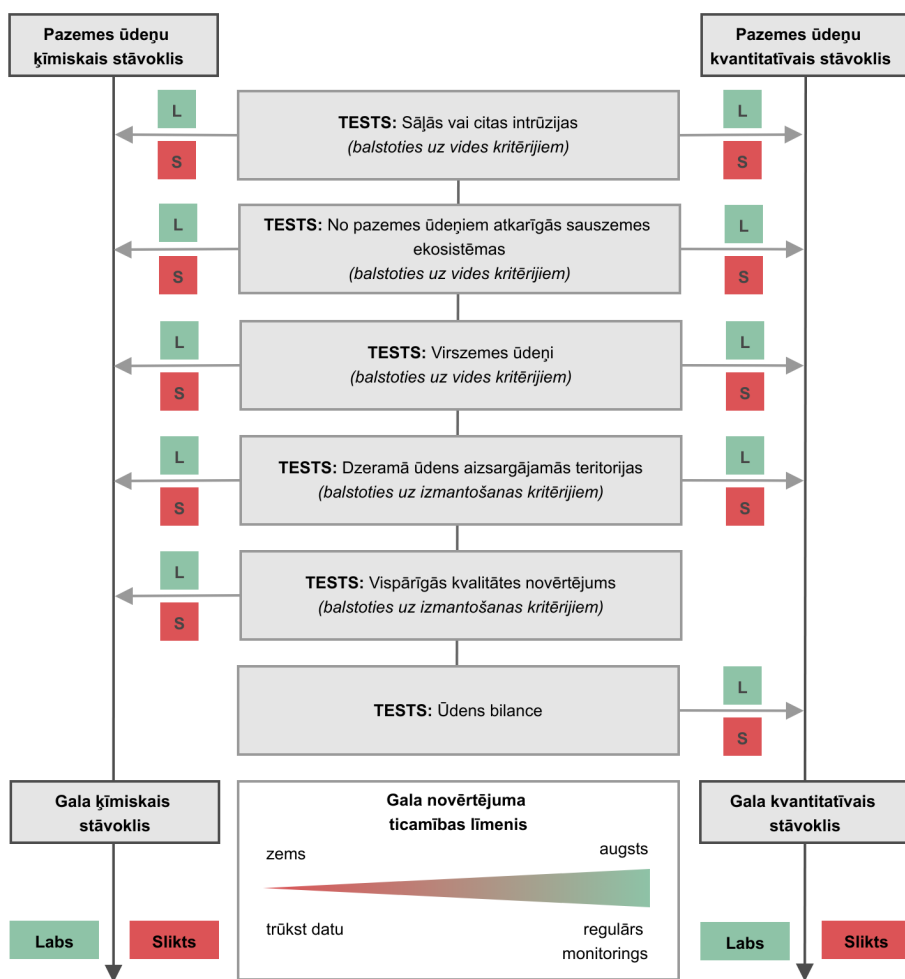 Pazemes ūdeņu
ķīmiskais stāvoklis
Pazemes ūdeņu
kvantitatīvais stāvoklis
L
S
TESTS: Sāļās vai citas intrūzijas
(balstoties uz vides kritērijiem)
L
S
L
S
TESTS: No pazemes ūdeņiem atkarīgās sauszemes
ekosistēmas
(balstoties uz vides kritērijiem)
L
S
L
S
TESTS: Virszemes ūdeņi
(balstoties uz vides kritērijiem)
L
S
L
S
TESTS: Dzeramā ūdens aizsargājamās teritorijas
(balstoties uz izmantošanas kritērijiem)
L
S
L
S
TESTS: Vispārīgās kvalitātes novērtējums
(balstoties uz izmantošanas kritērijiem)
TESTS: Ūdens bilance
L
S
Gala ķīmiskais
stāvoklis
Labs
Slikts
Gala novērtējuma
ticamības līmenis
zems
augsts
trūkst datu
regulārs
monitorings
Gala kvantitatīvais
stāvoklis
Labs
Slikts